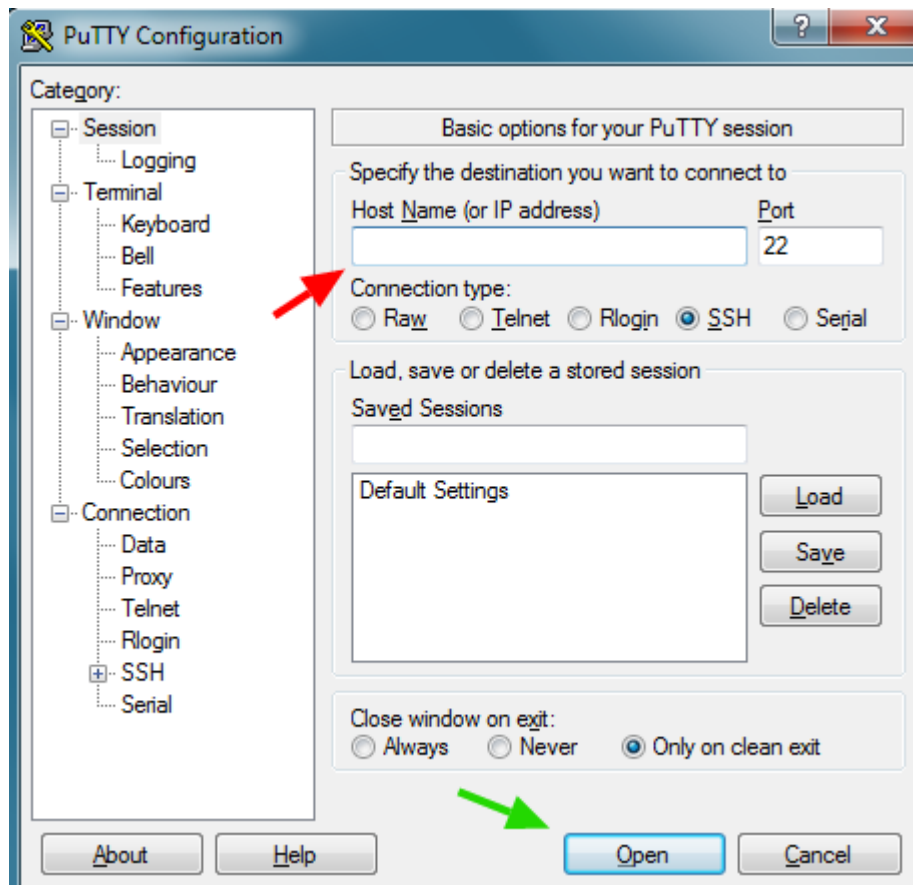 PuTTY Configuration
?
X
Category:
Session
Logging
Terminal
Keyboard
Bell
Features
Window
Appearance
Behaviour
Translation
Selection
Colours
Connection
Data
Proxy
Telnet
Rlogin
SSH
Serial
Basic options for your PuTTY session
Specify the destination you want to connect to
Host Name (or IP address) Port
22
Connection type:
Raw Telnet Rlogin SSH Serial
Load, save or delete a stored session
Saved Sessions
Default Settings
Load
Save
Delete
Close window on exit:
Always Never Only on clean exit
About Help Open Cancel